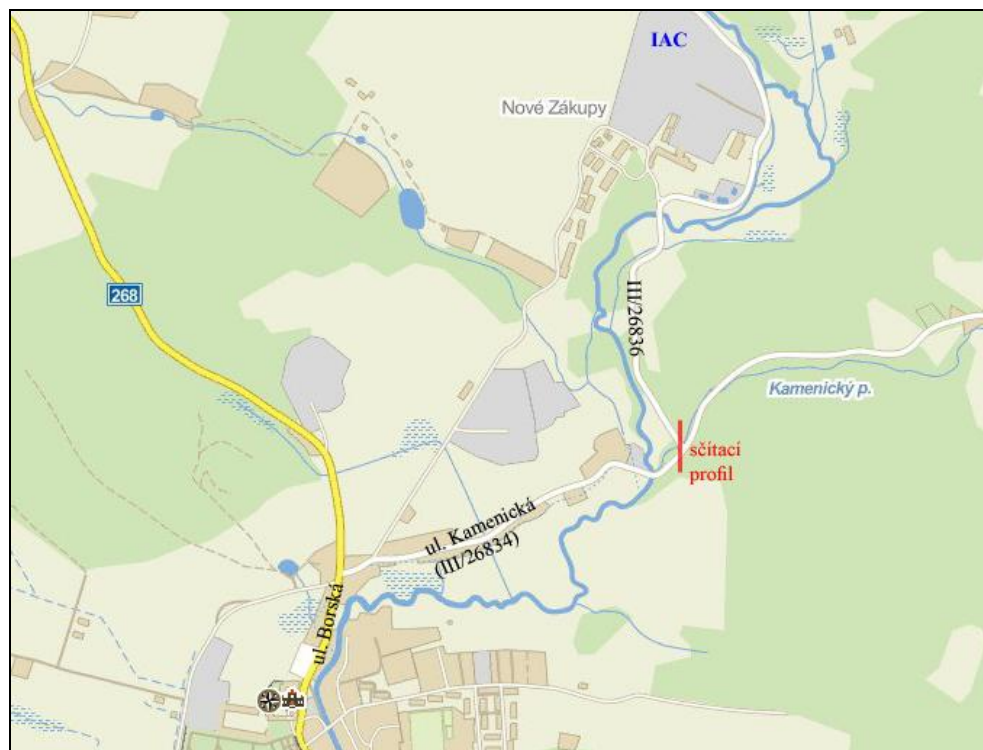 IAC
Nové Zákupy
268
III/26836
Kamenický p.
sčítací
profil
ul. Kamenická
(III/26834)
ul. Borská